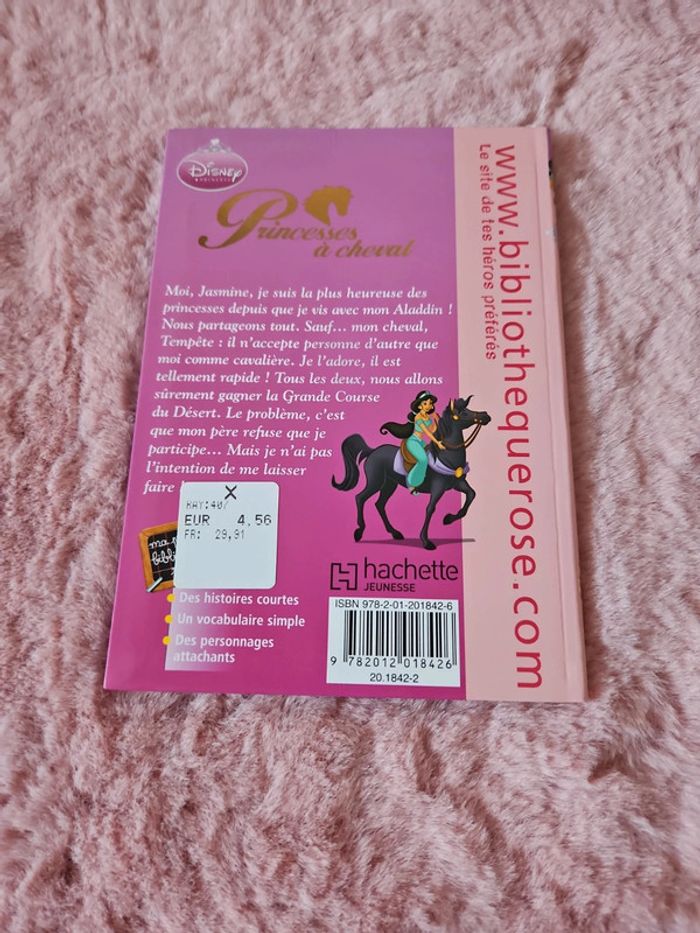 Disney
PRINCESSE
Princesses
à cheval
Moi, Jasmine, je suis la plus heureuse des
princesses depuis que je vis avec mon Aladdin !
Nous partageons tout. Sauf… mon cheval,
Tempête : il n'accepte personne d'autre que
moi comme cavalière. Je l'adore, il est
tellement rapide ! Tous les deux, nous allons
sûrement gagner la Grande Course
du Désert. Le problème, c'est
que mon père refuse que je
participe… Mais je n'ai pas
l'intention de me laisser
faire !
X
RAY:407
EUR 4,56
FR: 29,91
ma
bibli
• Des histoires courtes
• Un vocabulaire simple
• Des personnages
attachants
hachette
JEUNESSE
ISBN 978-2-01-201842-6
9 782012 018426
20.1842-2
www.bibliothequerose.com
Le site de tes héros préférés